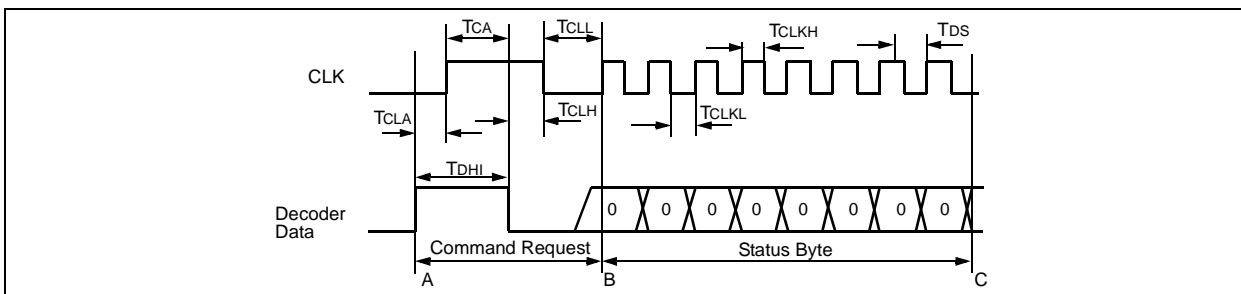 TCA TCLL TCLKH TDS
CLK
TCLA TCLH TCLKL
TDHI
Decoder
Data
0 0 0 0 0 0 0 0
Command Request Status Byte
A B C